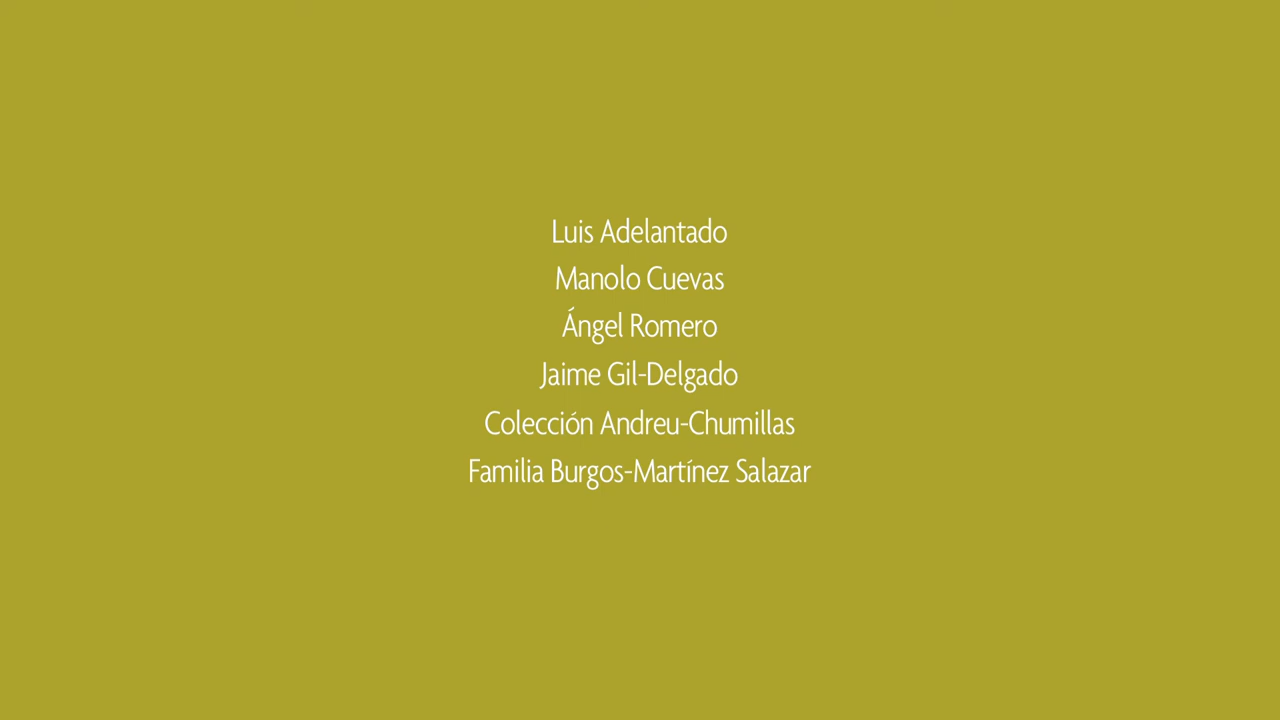 Luis Adelantado
Manolo Cuevas
Ángel Romero
Jaime Gil-Delgado
Colección Andreu-Chumillas
Familia Burgos-Martínez Salazar